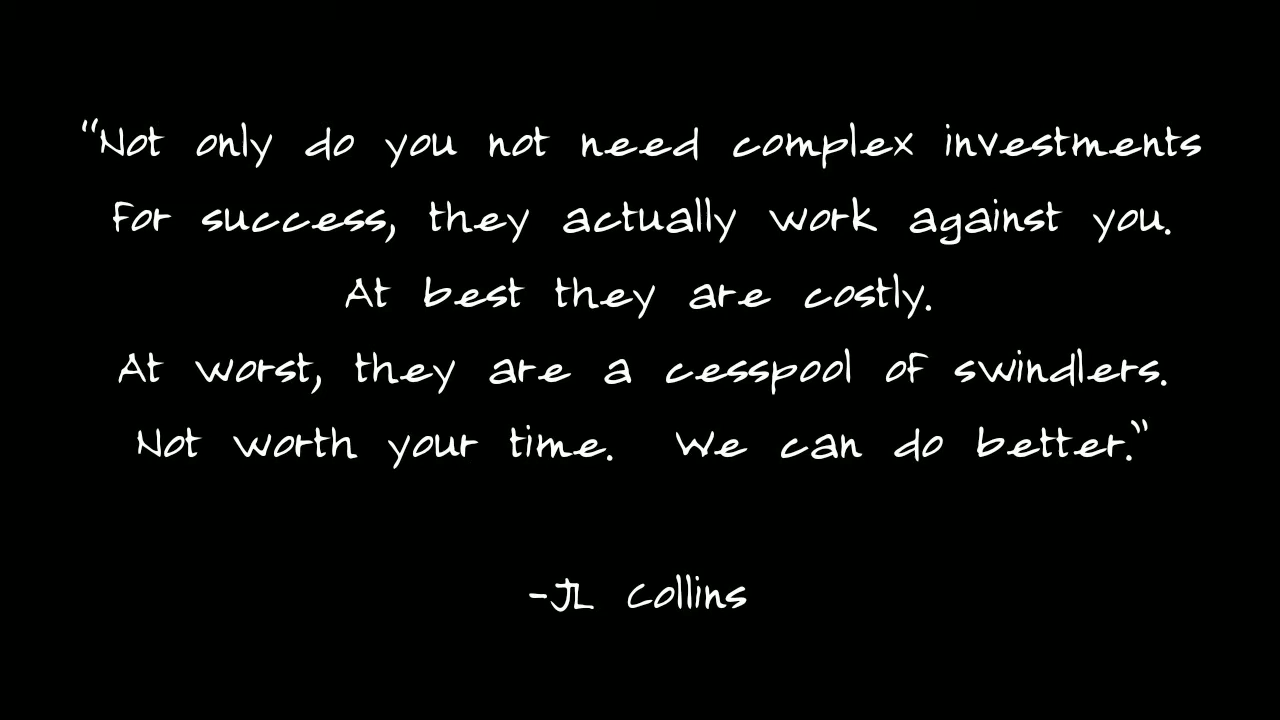 “Not only do you not need complex investments
for success, they actually work against you.
At best they are costly.
At worst, they are a cesspool of swindlers.
Not worth your time. We can do better.”
-JL Collins